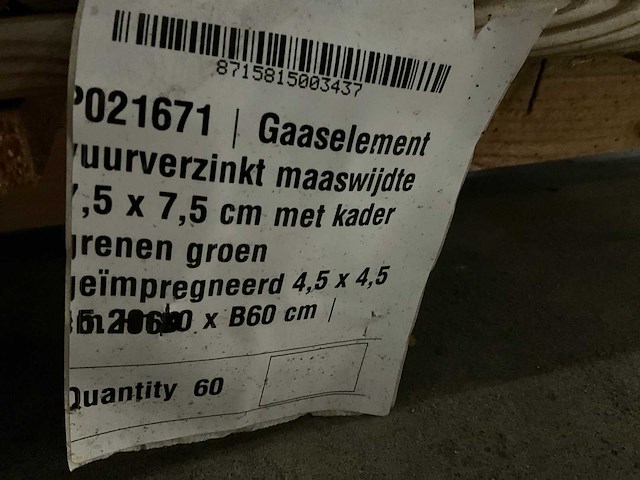 8715815003437
P021671 | Gaaselement
vuurverzinkt maaswijdte
7,5 x 7,5 cm met kader
grenen groen
geïmpregneerd 4,5 x 4,5
x B60 cm |
Quantity 60